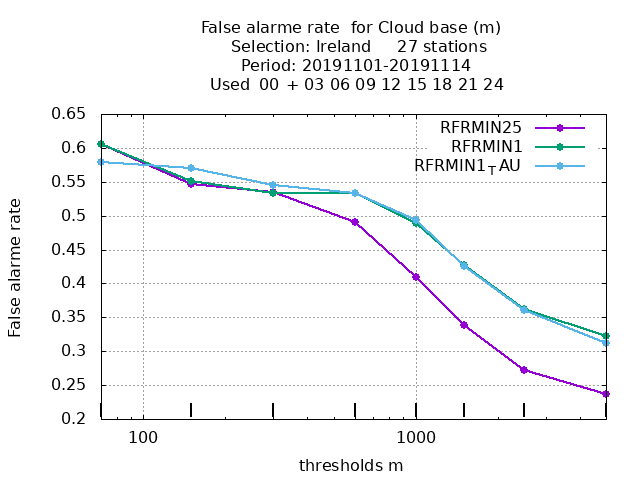 False alarme rate  for Cloud base (m)
Selection: Ireland     27 stations
Period: 20191101-20191114
Used  00 + 03 06 09 12 15 18 21 24
0.65
0.6
0.55
0.5
0.45
0.4
0.35
0.3
0.25
0.2
False alarme rate
RFRMIN25
RFRMIN1
RFRMIN1TAU
100 1000
thresholds m